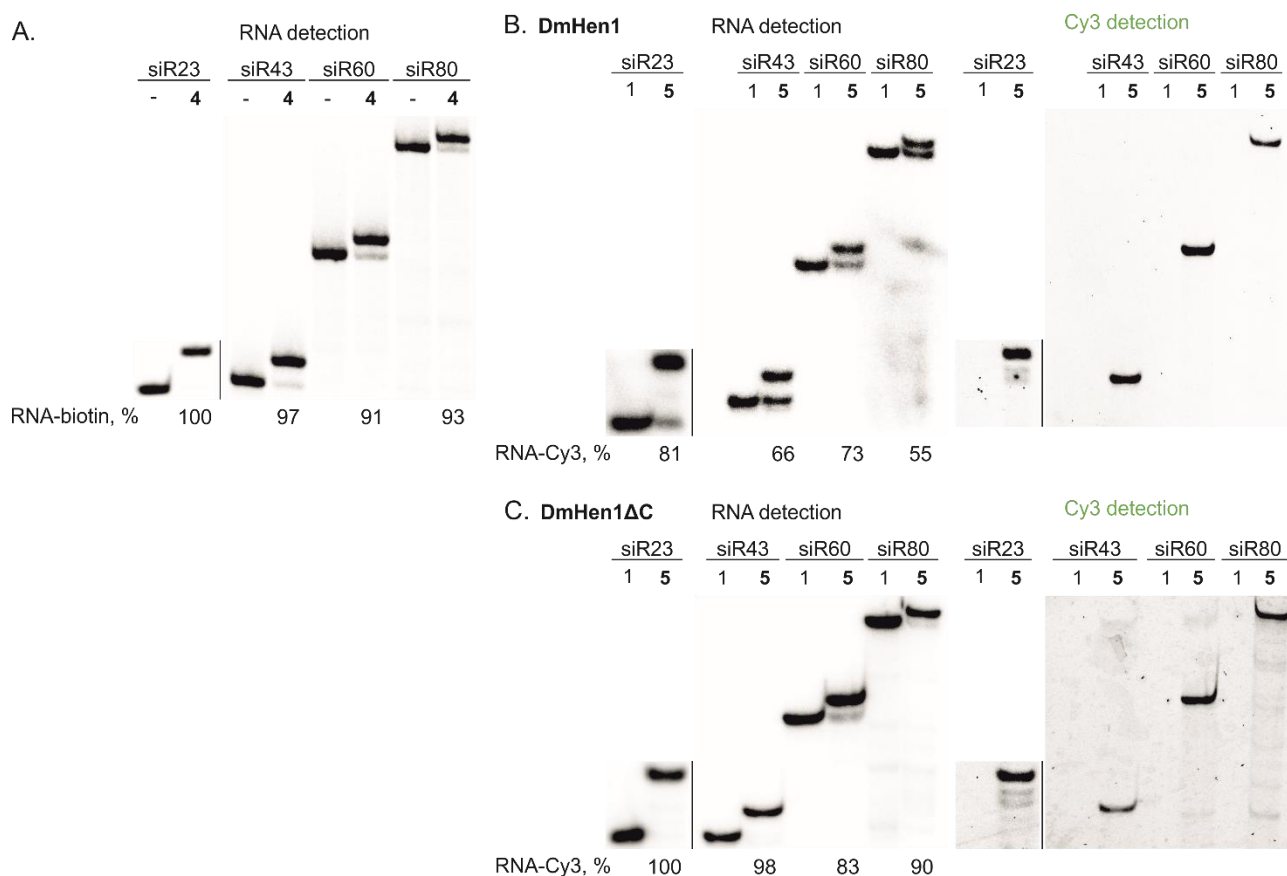 A.
RNA detection
siR23 siR43 siR60 siR80
- 4 - 4 - 4 - 4
RNA-biotin, % 100 97 91 93
B. DmHen1 RNA detection Cy3 detection
siR23 siR43 siR60 siR80 siR23 siR43 siR60 siR80
1 5 1 5 1 5 1 5 1 5 1 5 1 5 1 5
RNA-Cy3, % 81 66 73 55
C. DmHen1ΔC RNA detection Cy3 detection
siR23 siR43 siR60 siR80 siR23 siR43 siR60 siR80
1 5 1 5 1 5 1 5 1 5 1 5 1 5 1 5
RNA-Cy3, % 100 98 83 90